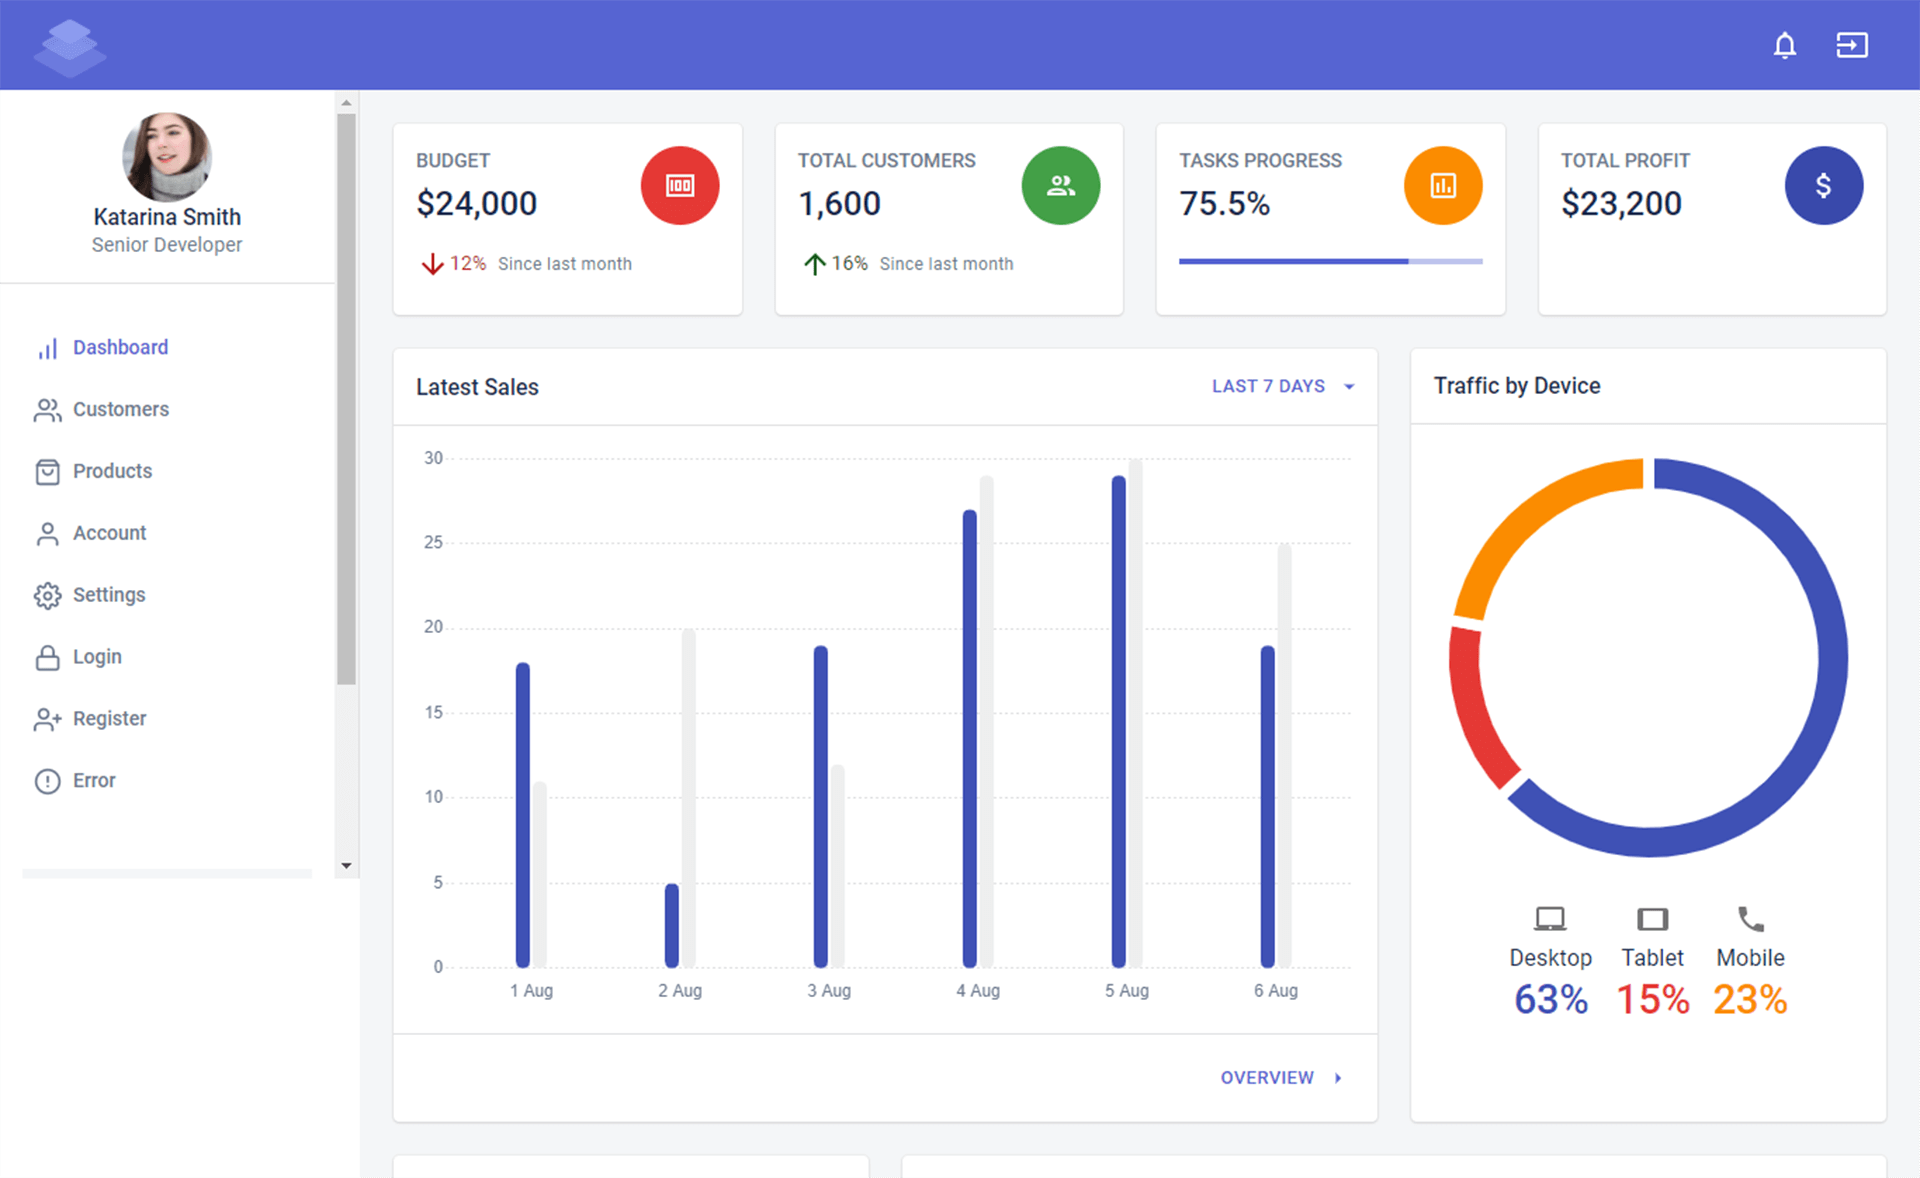 Katarina Smith
Senior Developer
Dashboard
Customers
Products
Account
Settings
Login
Register
Error
BUDGET
$24,000
12% Since last month
TOTAL CUSTOMERS
1,600
16% Since last month
TASKS PROGRESS
75.5%
TOTAL PROFIT
$23,200
Latest Sales
LAST 7 DAYS
30
25
20
15
10
5
0
1 Aug 2 Aug 3 Aug 4 Aug 5 Aug 6 Aug
OVERVIEW
Traffic by Device
Desktop Tablet Mobile
63% 15% 23%
100
$